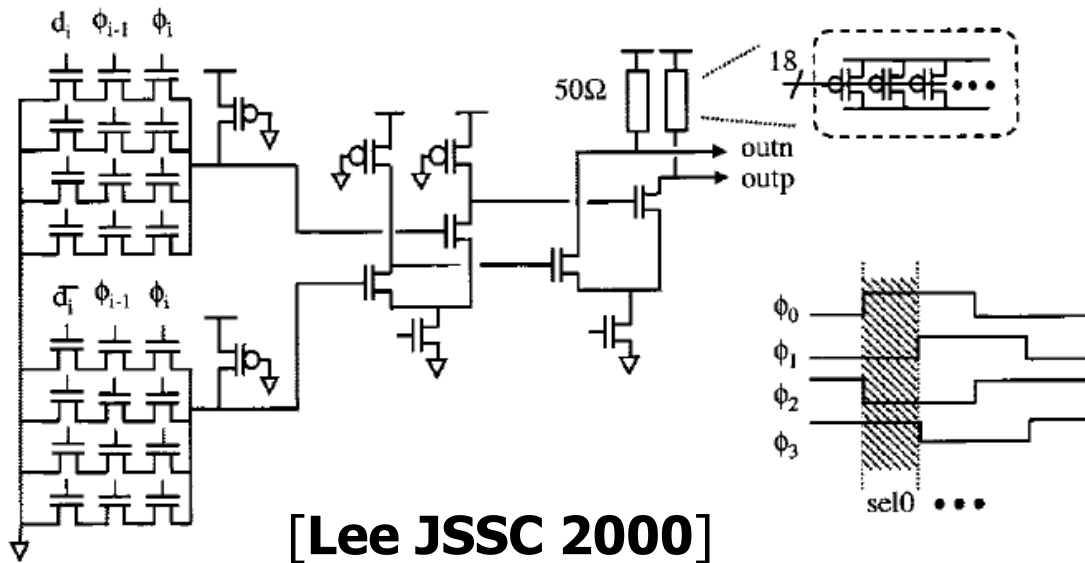 dᵢ ϕᵢ₋₁ ϕᵢ
18
50Ω
outn
outp
d̄ᵢ ϕᵢ₋₁ ϕᵢ
ϕ₀
ϕ₁
ϕ₂
ϕ₃
sel0 •••
[Lee JSSC 2000]